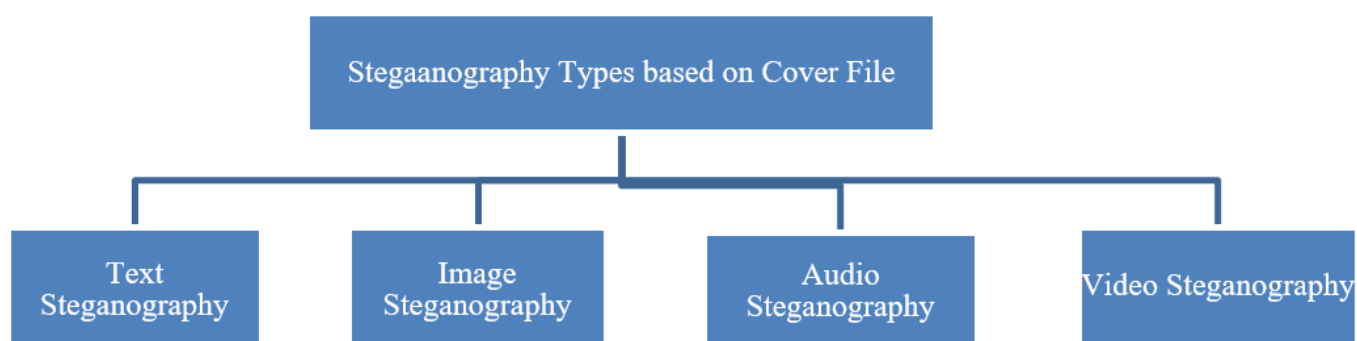 Stegaanography Types based on Cover File
Text
Steganography
Image
Steganography
Audio
Steganography
Video Steganography